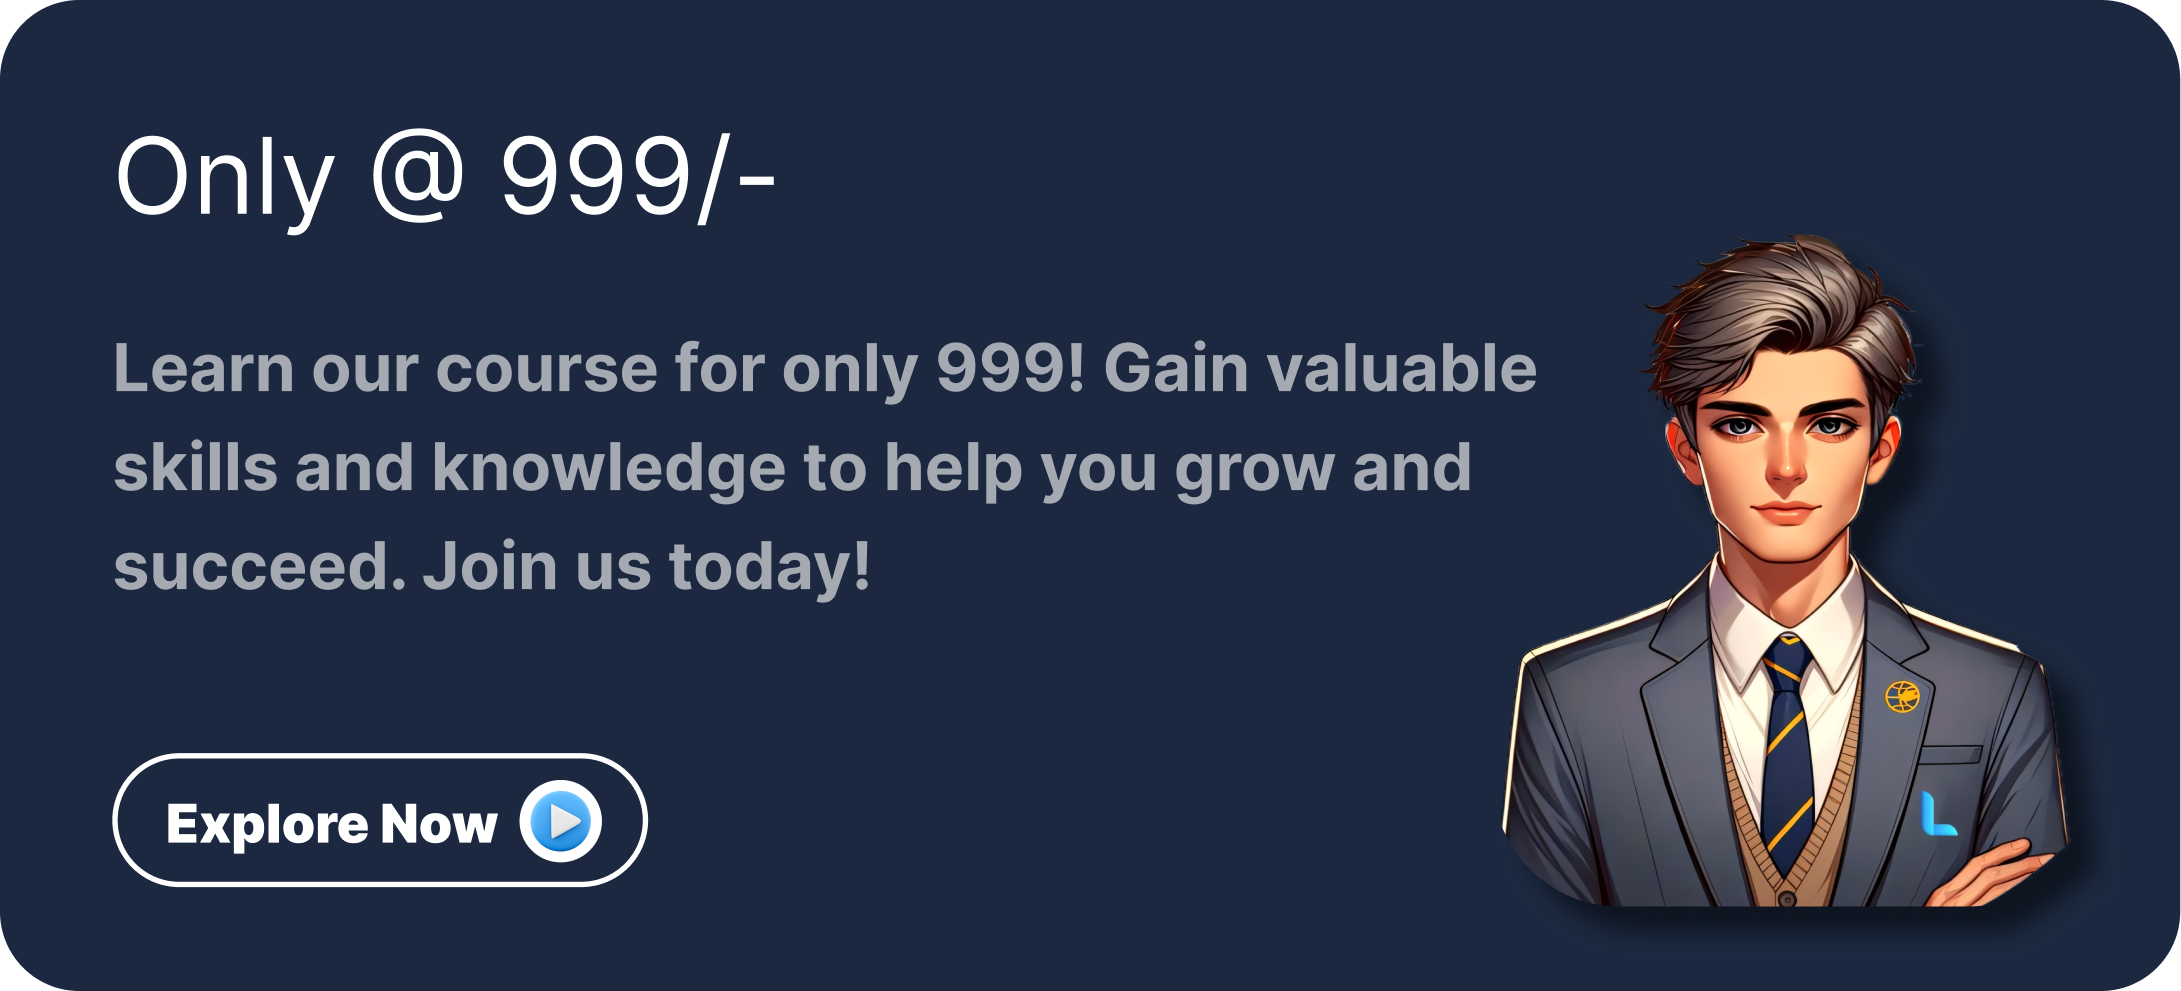 Only @ 999/-
Learn our course for only 999! Gain valuable
skills and knowledge to help you grow and
succeed. Join us today!
Explore Now